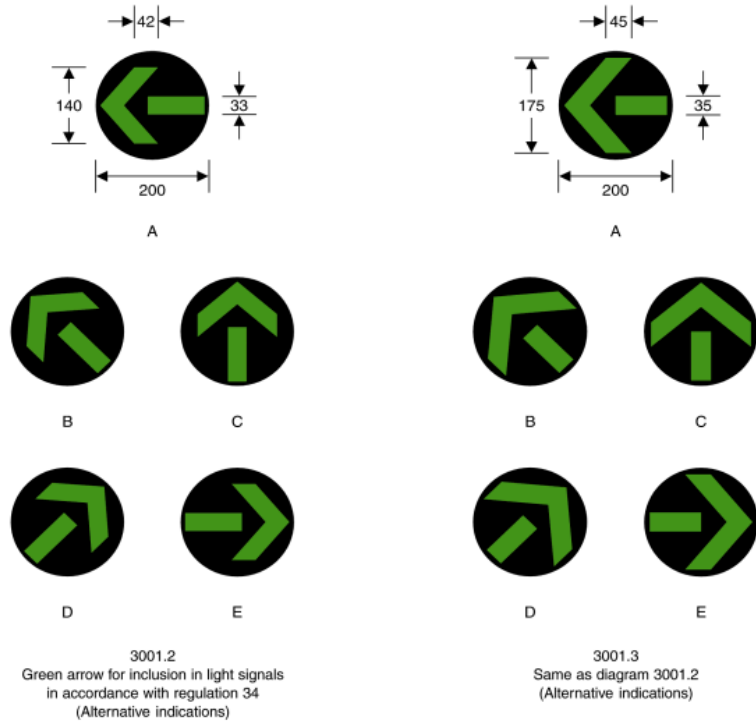 42
140
33
200
A
45
175
35
200
A
B
C
B
C
D
E
D
E
3001.2
Green arrow for inclusion in light signals
in accordance with regulation 34
(Alternative indications)
3001.3
Same as diagram 3001.2
(Alternative indications)